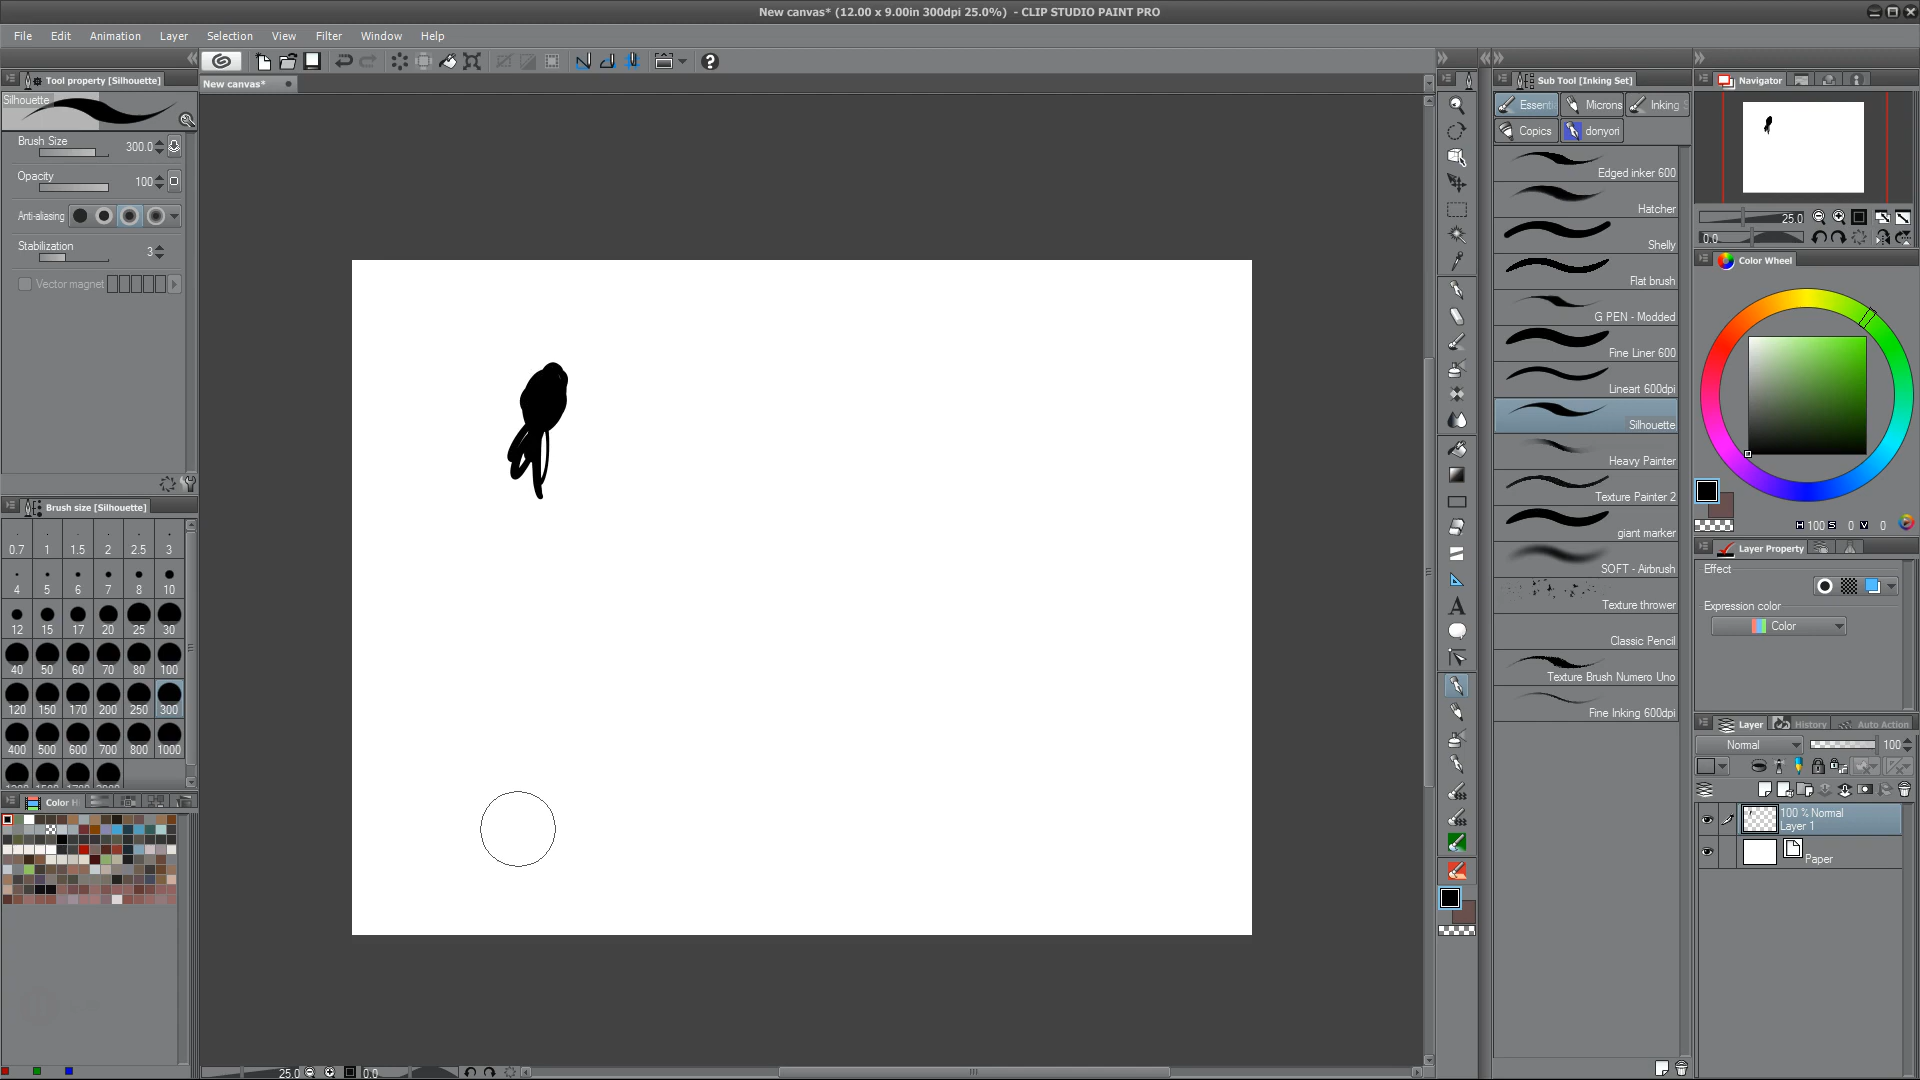 New canvas* (12.00 x 9.00in 300dpi 25.0%) - CLIP STUDIO PAINT PRO
File Edit Animation Layer Selection View Filter Window Help
Tool property [Silhouette]
New canvas*
Silhouette
Brush Size 300.0
Opacity 100
Anti-aliasing
Stabilization 3
Vector magnet
Brush size [Silhouette]
0.7 1 1.5 2 2.5 3
4 5 6 7 8 10
12 15 17 20 25 30
40 50 60 70 80 100
120 150 170 200 250 300
400 500 600 700 800 1000
Color H
25.0 0.0
Sub Tool [Inking Set]
Essenti Microns Inking
Copics donyori
Edged inker 600
Hatcher
Shelly
Flat brush
G PEN - Modded
Fine Liner 600
Lineart 600dpi
Silhouette
Heavy Painter
Texture Painter 2
giant marker
SOFT - Airbrush
Texture thrower
Classic Pencil
Texture Brush Numero Uno
Fine Inking 600dpi
Navigator
25.0
0.0
Color Wheel
H 100 S 0 V 0
Layer Property
Effect
Expression color
Color
Layer History Auto Action
Normal 100
100 % Normal
Layer 1
Paper